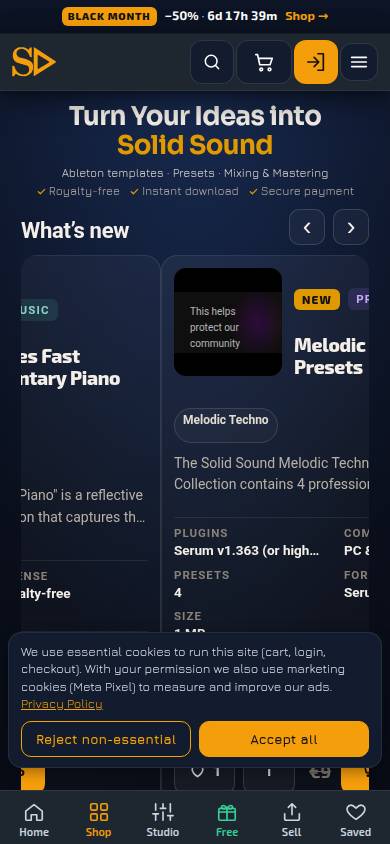 BLACK MONTH −50% · 6d 17h 39m Shop →
Turn Your Ideas into
Solid Sound
Ableton templates · Presets · Mixing & Mastering
✓ Royalty-free ✓ Instant download ✓ Secure payment
What's new
USIC
es Fast
ntary Piano
Piano" is a reflective
on that captures th...
ENSE
alty-free
This helps
protect our
community
NEW PR
Melodic
Presets
Melodic Techno
The Solid Sound Melodic Techn
Collection contains 4 profession
PLUGINS
Serum v1.363 (or high...
COM
PC &
PRESETS
4
FOR
Seru
SIZE
We use essential cookies to run this site (cart, login,
checkout). With your permission we also use marketing
cookies (Meta Pixel) to measure and improve our ads.
Privacy Policy
Reject non-essential
Accept all
€9
Home Shop Studio Free Sell Saved